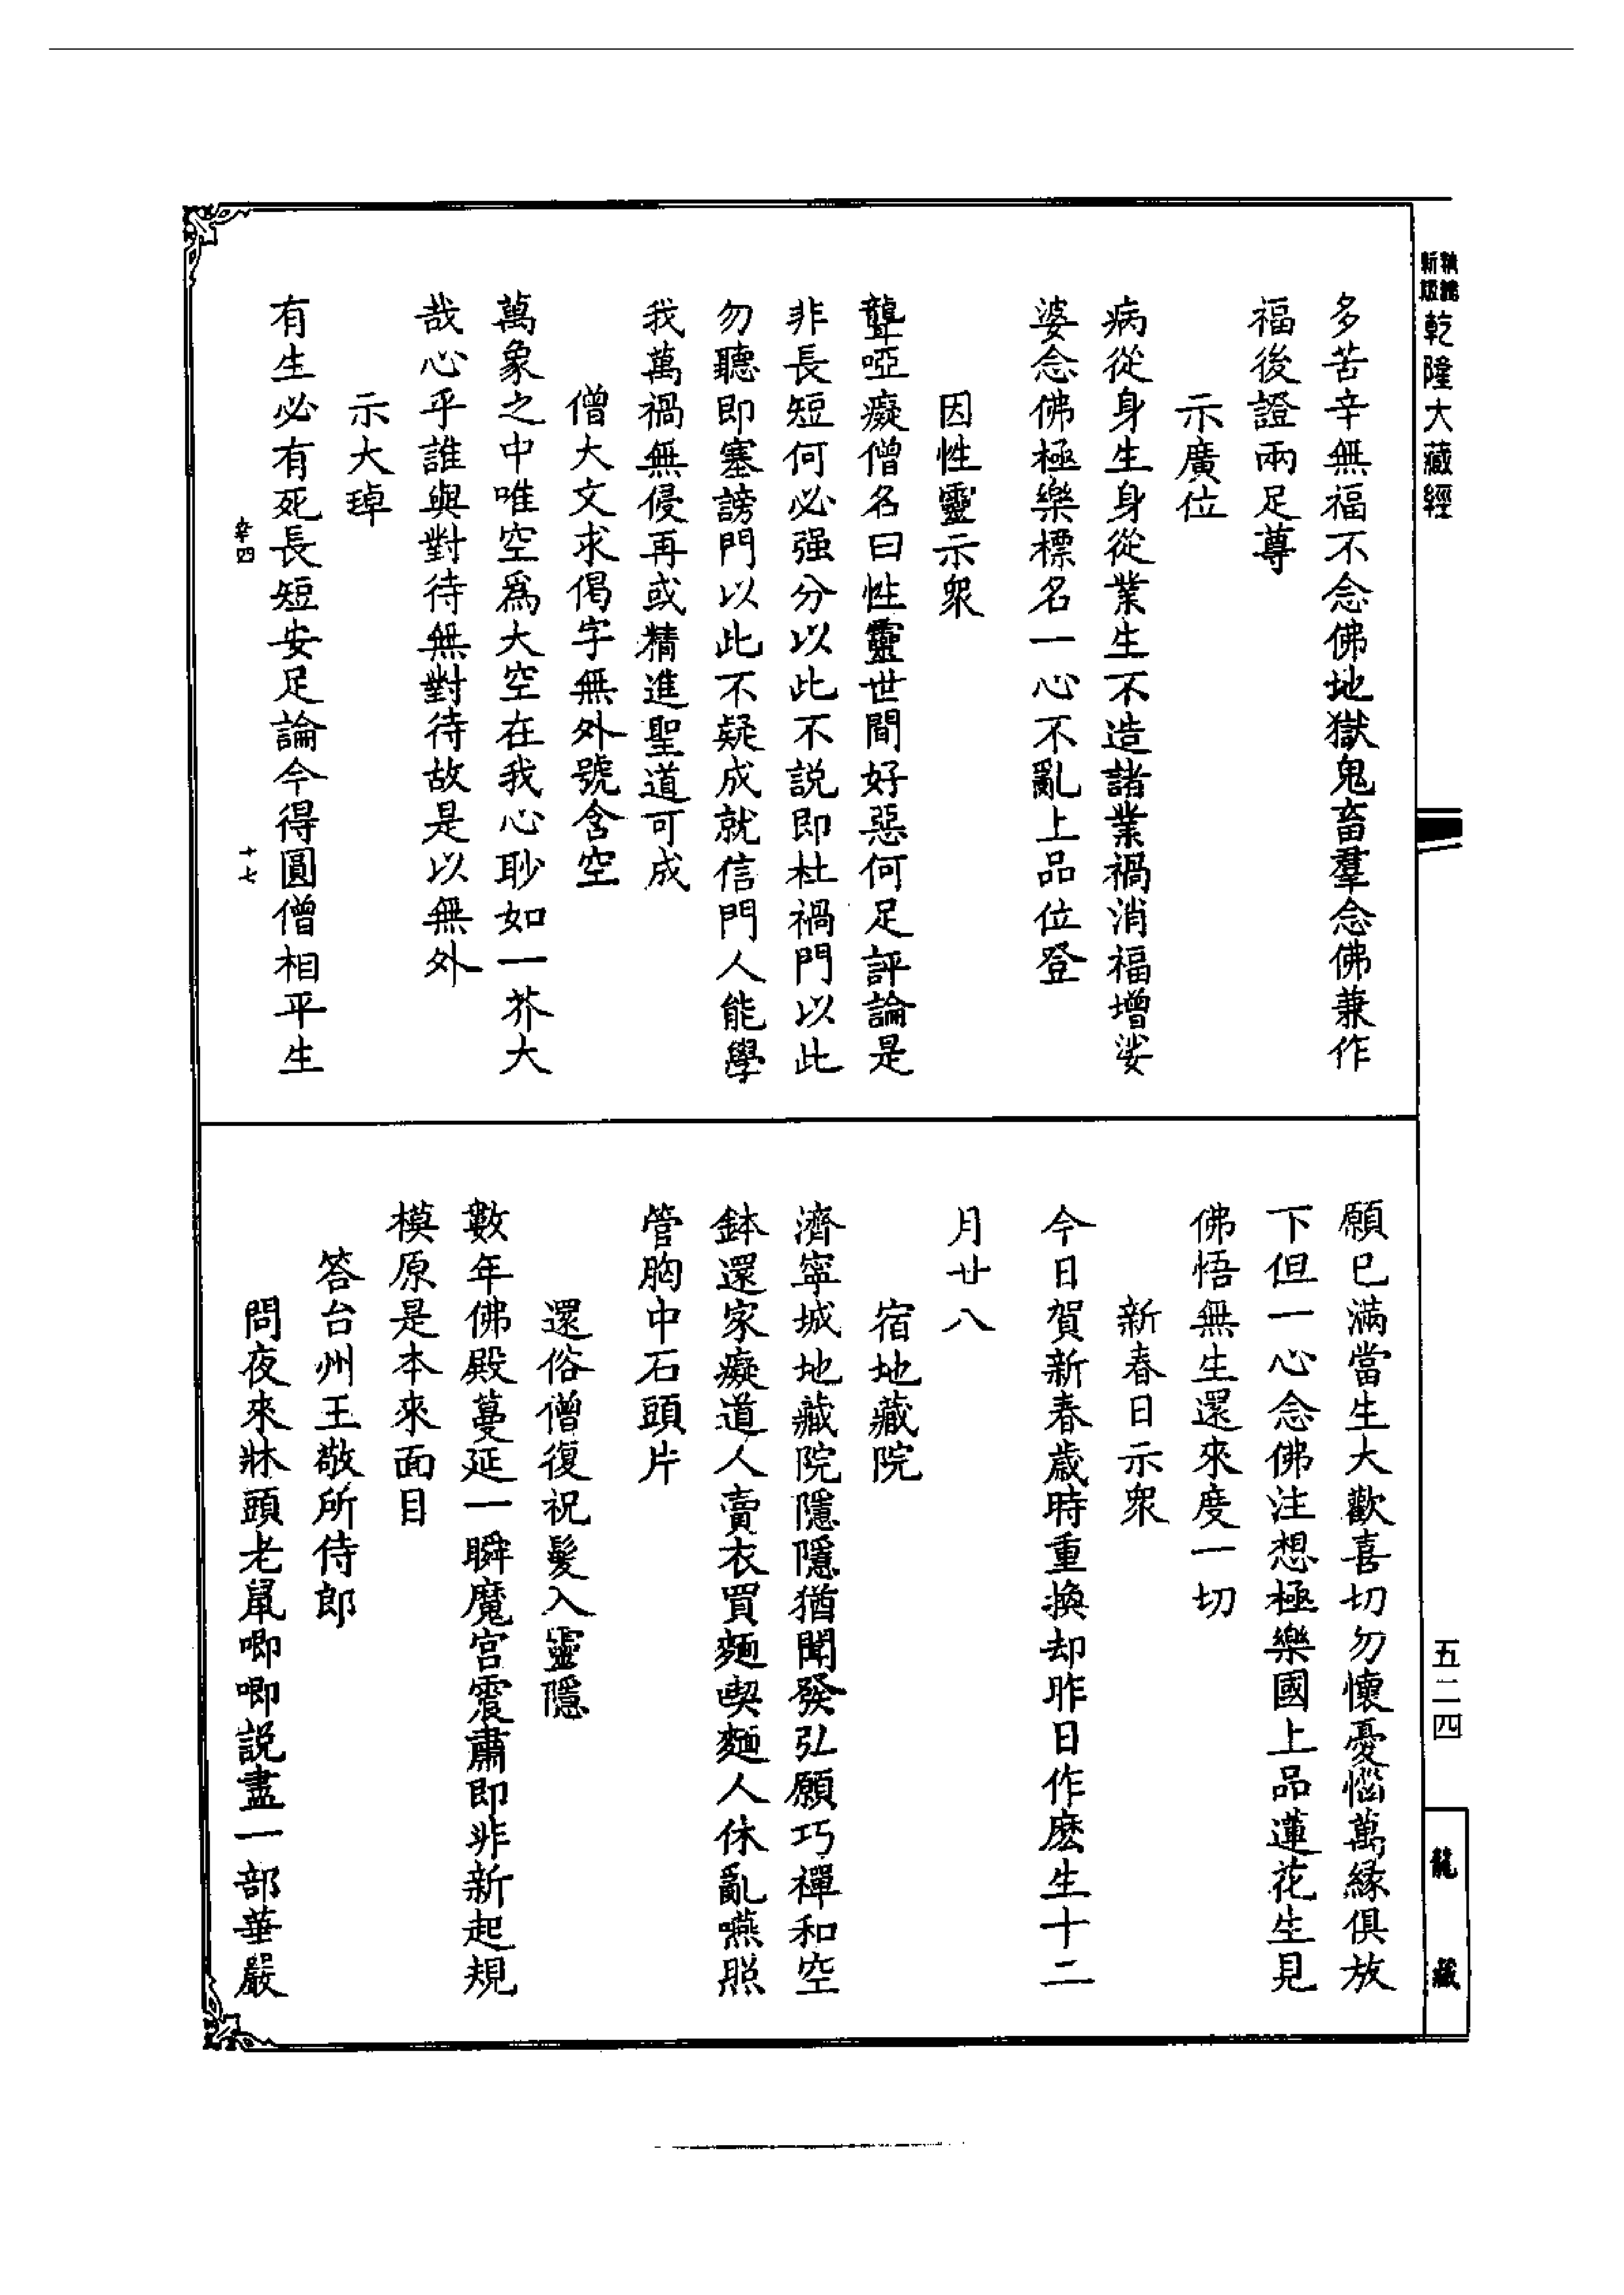 新版
精縮
乾隆大藏經
多苦辛無福不念佛地獄鬼畜羣念佛兼作
福後證兩足尊
示廣位
病從身生身從業生不造諸業禍消福增娑
婆念佛極樂標名一心不亂上品位登
因性靈示衆
聾啞癡僧名曰性靈世間好惡何足評論是
非長短何必强分以此不説即杜禍門以此
勿聽即塞謗門以此不疑成就信門人能學
我萬禍無侵再或精進聖道可成
僧大文求偈字無外號含空
萬象之中唯空爲大空在我心眇如一芥大
哉心乎誰與對待無對待故是以無外
示大琸
有生必有死長短安足論今得圓僧相平生
辛四
十七
願已滿當生大歡喜切勿懷憂惱萬緣俱放
下但一心念佛注想極樂國上品蓮花生見
佛悟無生還來度一切
新春日示衆
今日賀新春歲時重換却昨日作麽生十二
月廿八
宿地藏院
濟寧城地藏院隱隱猶聞發弘願巧禪和空
鉢還家癡道人賣衣買麵喫麵人休亂嚥照
管胸中石頭片
還俗僧復祝髮入靈隱
數年佛殿蔓延一瞬魔宫震肅即非新起規
模原是本來面目
答台州王敬所侍郎
問夜來牀頭老鼠唧唧説盡一部華嚴
五二四
龍藏